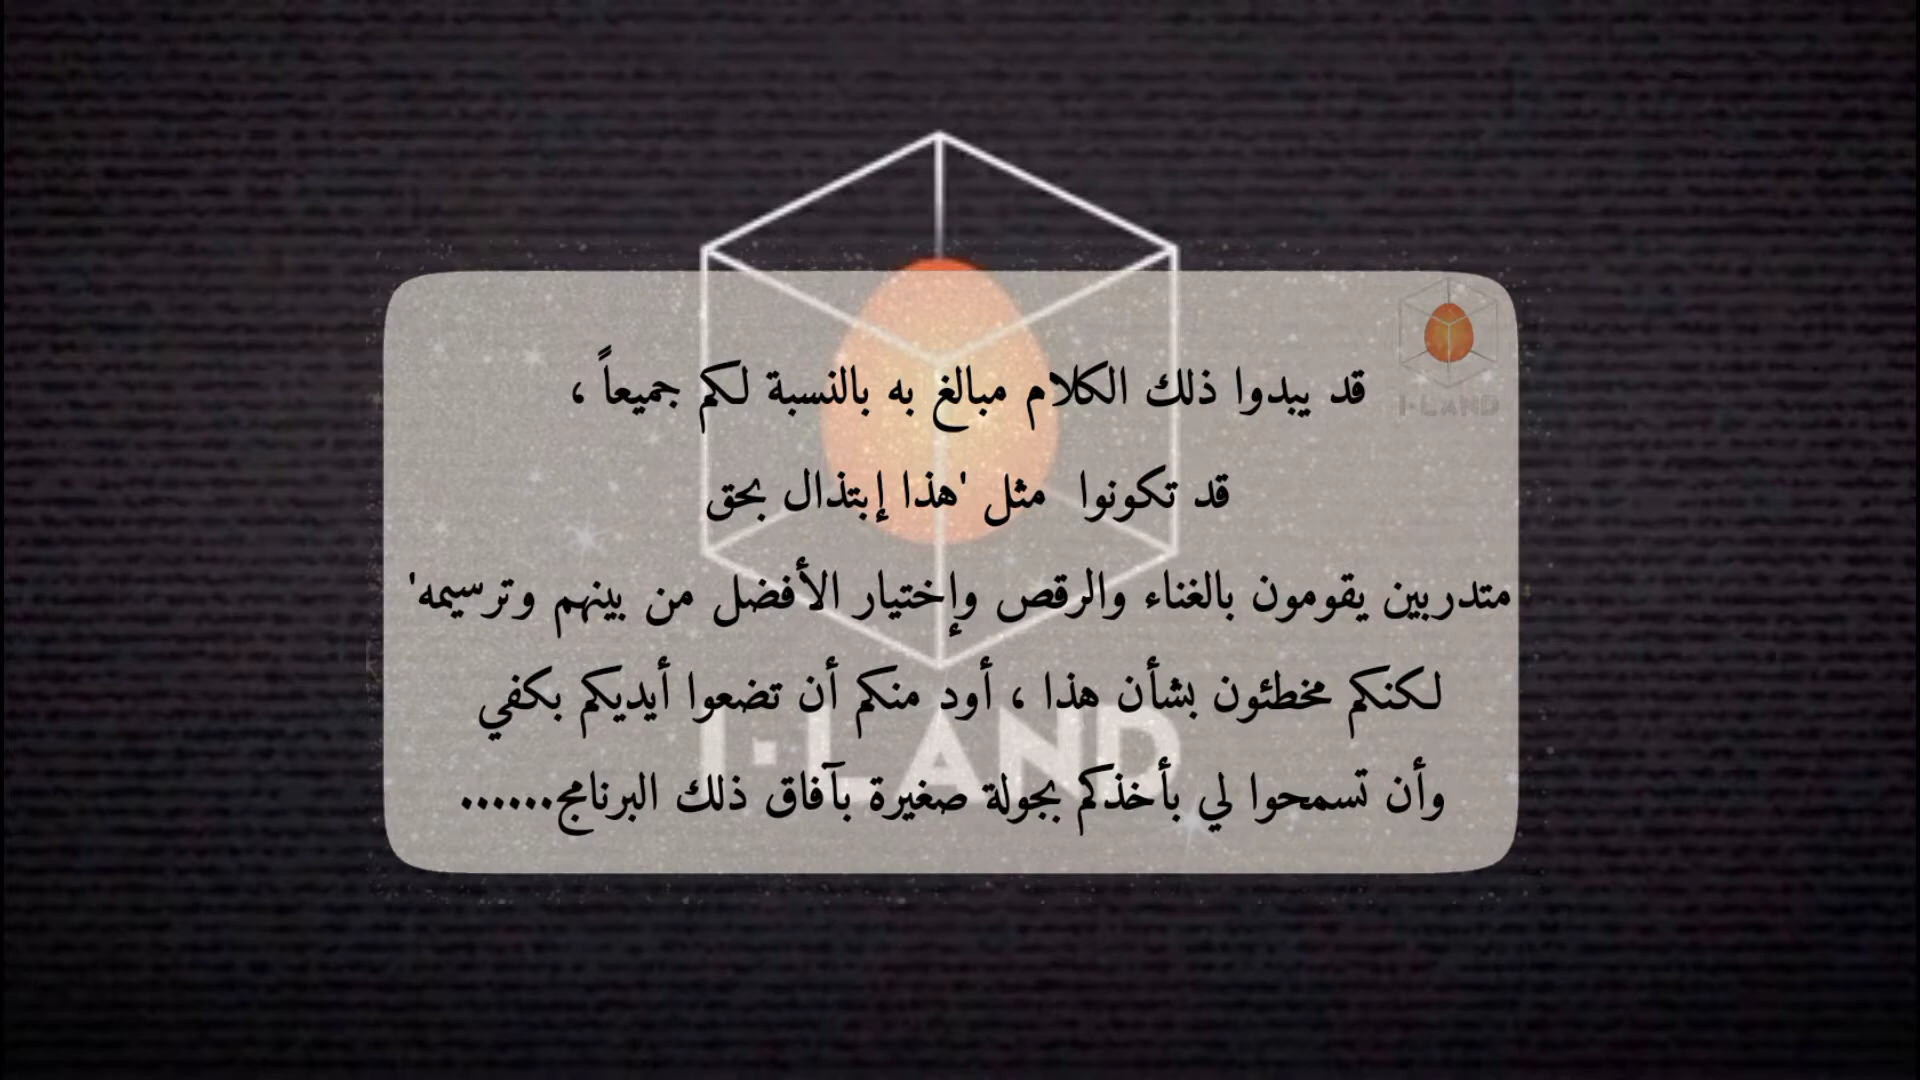 قد يبدوا ذلك الكلام مبالغ به بالنسبة لكم جميعاً ،
I·LAND
قد تكونوا مثل 'هذا إبتذال بحق
متدربين يقومون بالغناء والرقص وإختيار الأفضل من بينهم وترسيمه'
لكنكم مخطئون بشأن هذا ، أود منكم أن تضعوا أيديكم بكفي
I·LAND
وأن تسمحوا لي بأخذكم بجولة صغيرة بآفاق ذلك البرنامج......